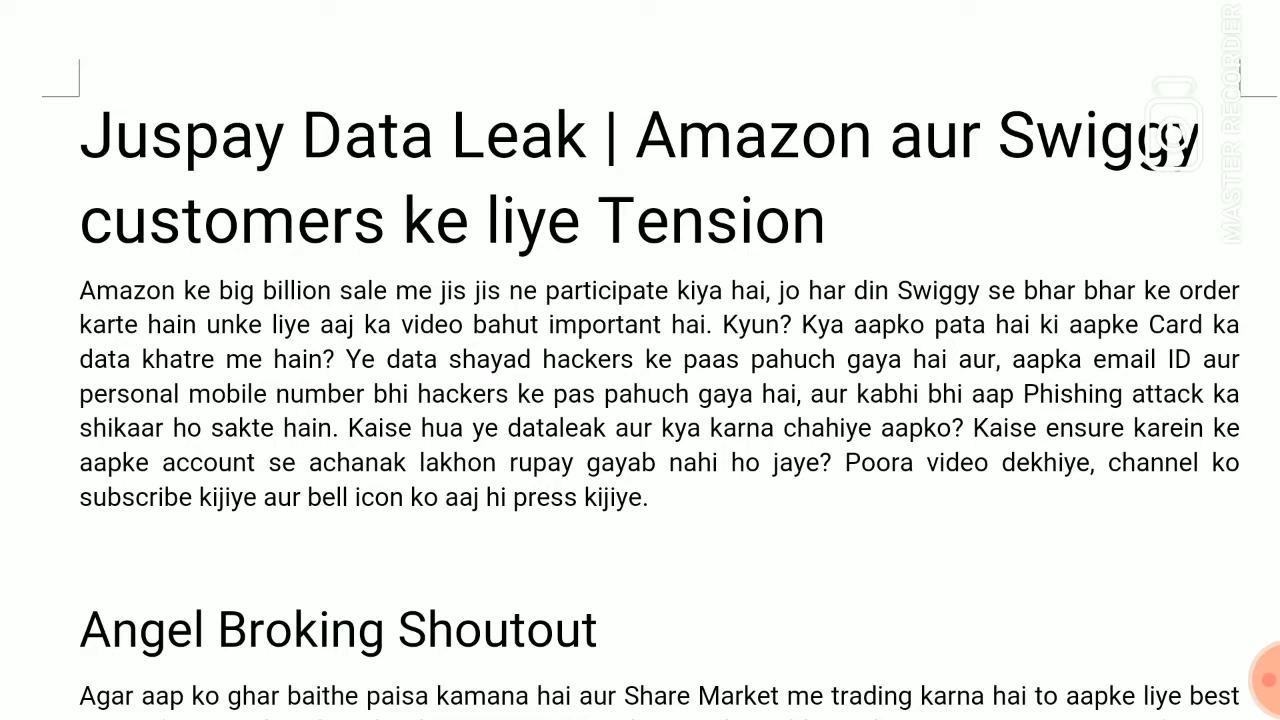 Juspay Data Leak | Amazon aur Swiggy
customers ke liye Tension
Amazon ke big billion sale me jis jis ne participate kiya hai, jo har din Swiggy se bhar bhar ke order
karte hain unke liye aaj ka video bahut important hai. Kyun? Kya aapko pata hai ki aapke Card ka
data khatre me hain? Ye data shayad hackers ke paas pahuch gaya hai aur, aapka email ID aur
personal mobile number bhi hackers ke pas pahuch gaya hai, aur kabhi bhi aap Phishing attack ka
shikaar ho sakte hain. Kaise hua ye dataleak aur kya karna chahiye aapko? Kaise ensure karein ke
aapke account se achanak lakhon rupay gayab nahi ho jaye? Poora video dekhiye, channel ko
subscribe kijiye aur bell icon ko aaj hi press kijiye.
Angel Broking Shoutout
Agar aap ko ghar baithe paisa kamana hai aur Share Market me trading karna hai to aapke liye best
MASTER RECORDER